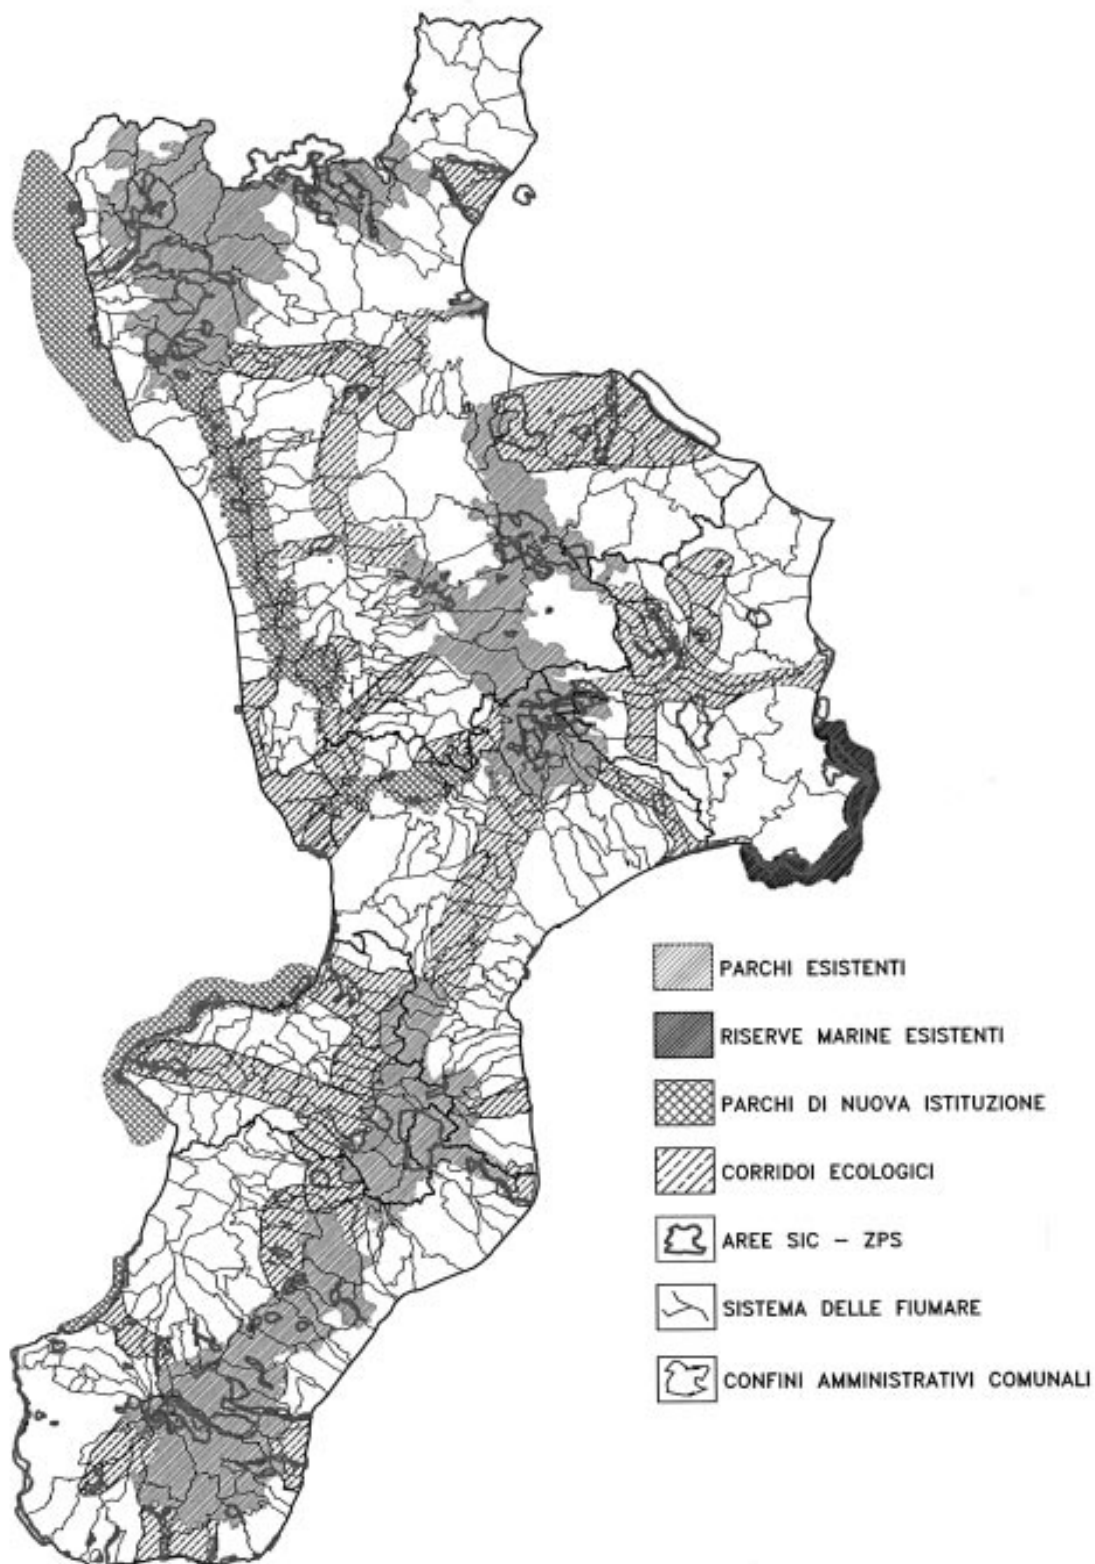 PARCHI ESISTENTI
RISERVE MARINE ESISTENTI
PARCHI DI NUOVA ISTITUZIONE
CORRIDOI ECOLOGICI
AREE SIC – ZPS
SISTEMA DELLE FIUMARE
CONFINI AMMINISTRATIVI COMUNALI